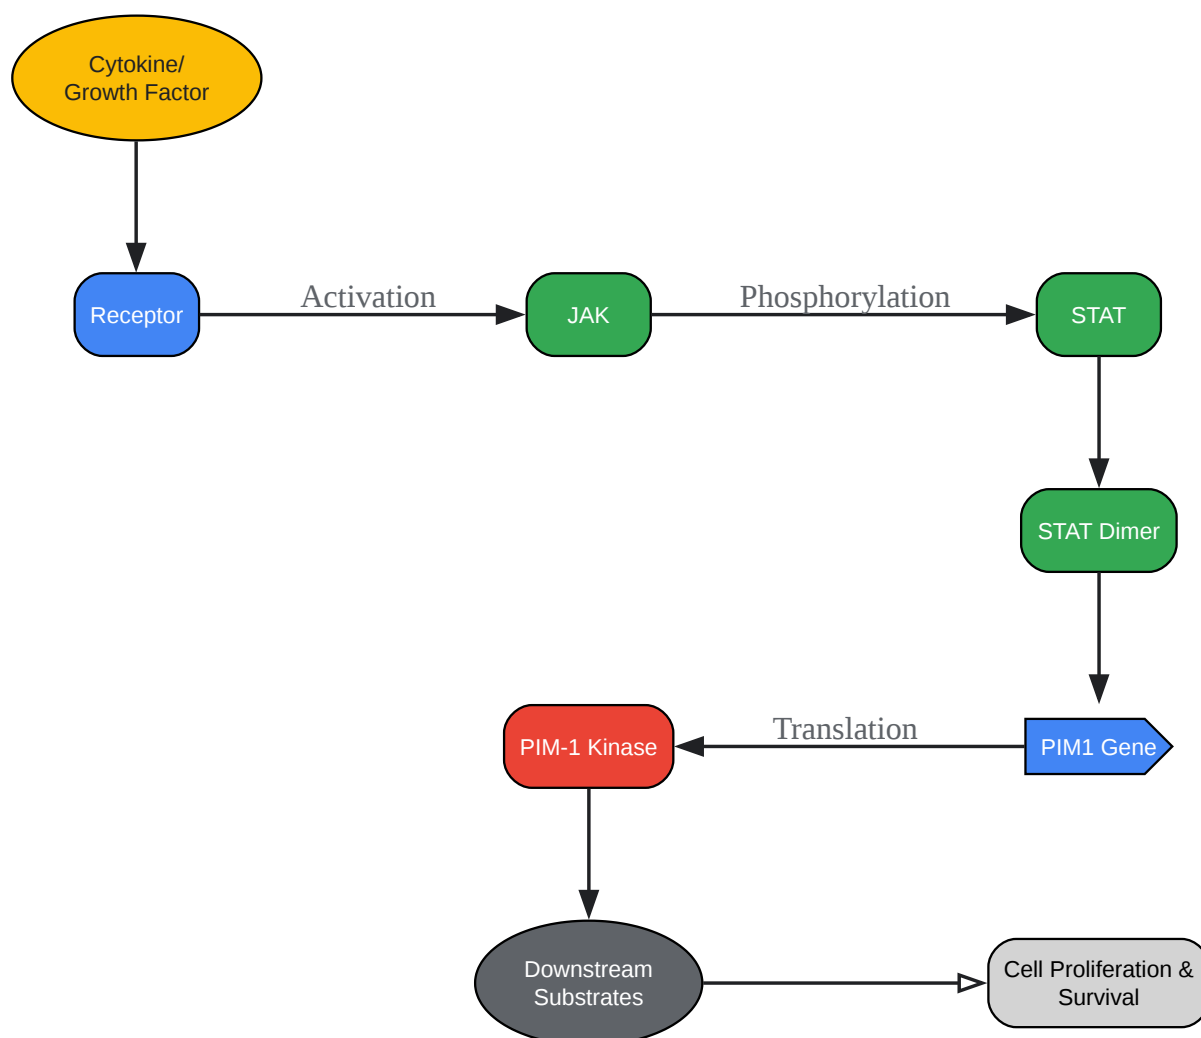 Cytokine/
Growth Factor
Receptor
Activation
JAK
Phosphorylation
STAT
STAT Dimer
PIM-1 Kinase
Translation
PIM1 Gene
Downstream
Substrates
Cell Proliferation &
Survival